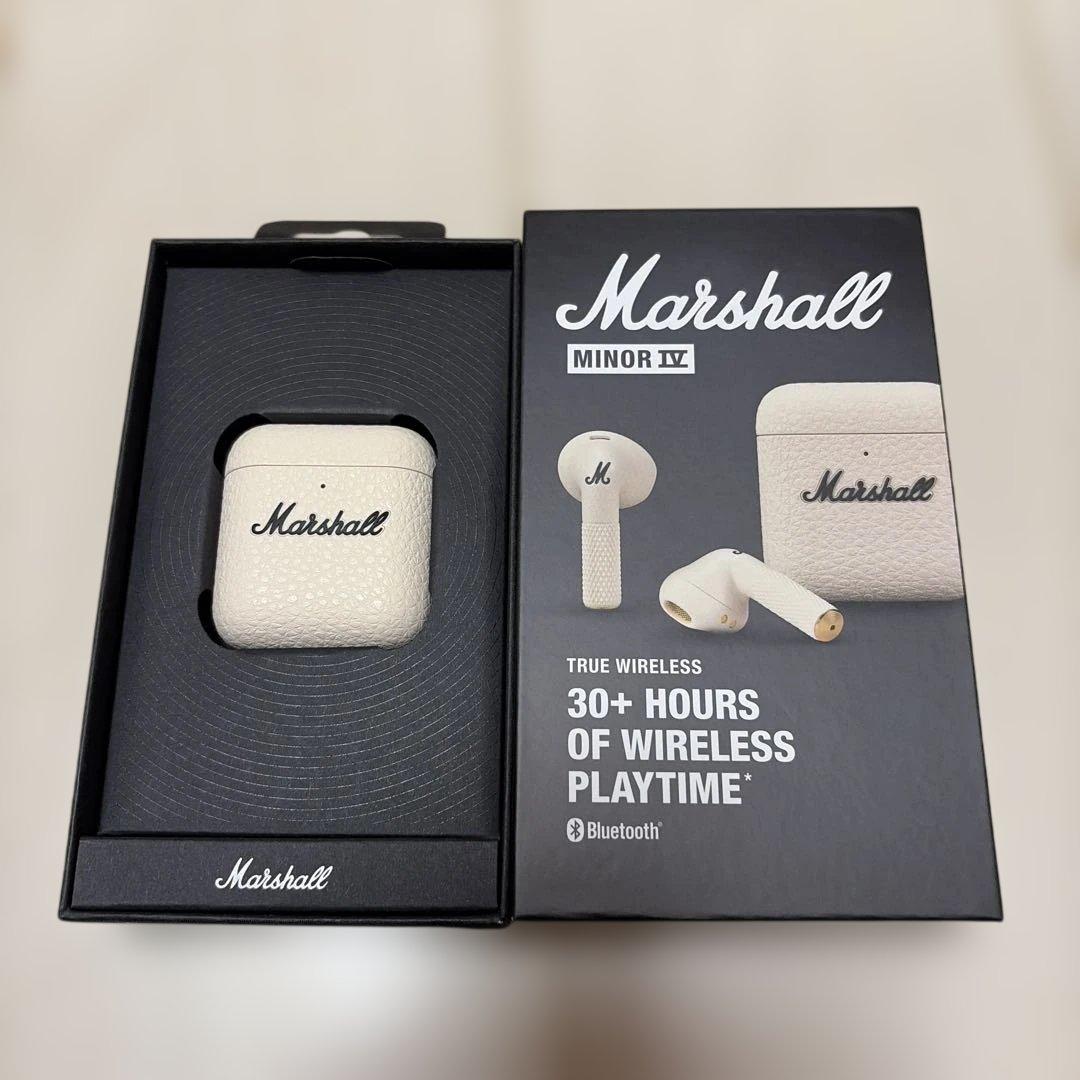 Marshall
Marshall
Marshall
MINOR IV
M
Marshall
M
TRUE WIRELESS
30+ HOURS
OF WIRELESS
PLAYTIME*
Bluetooth®